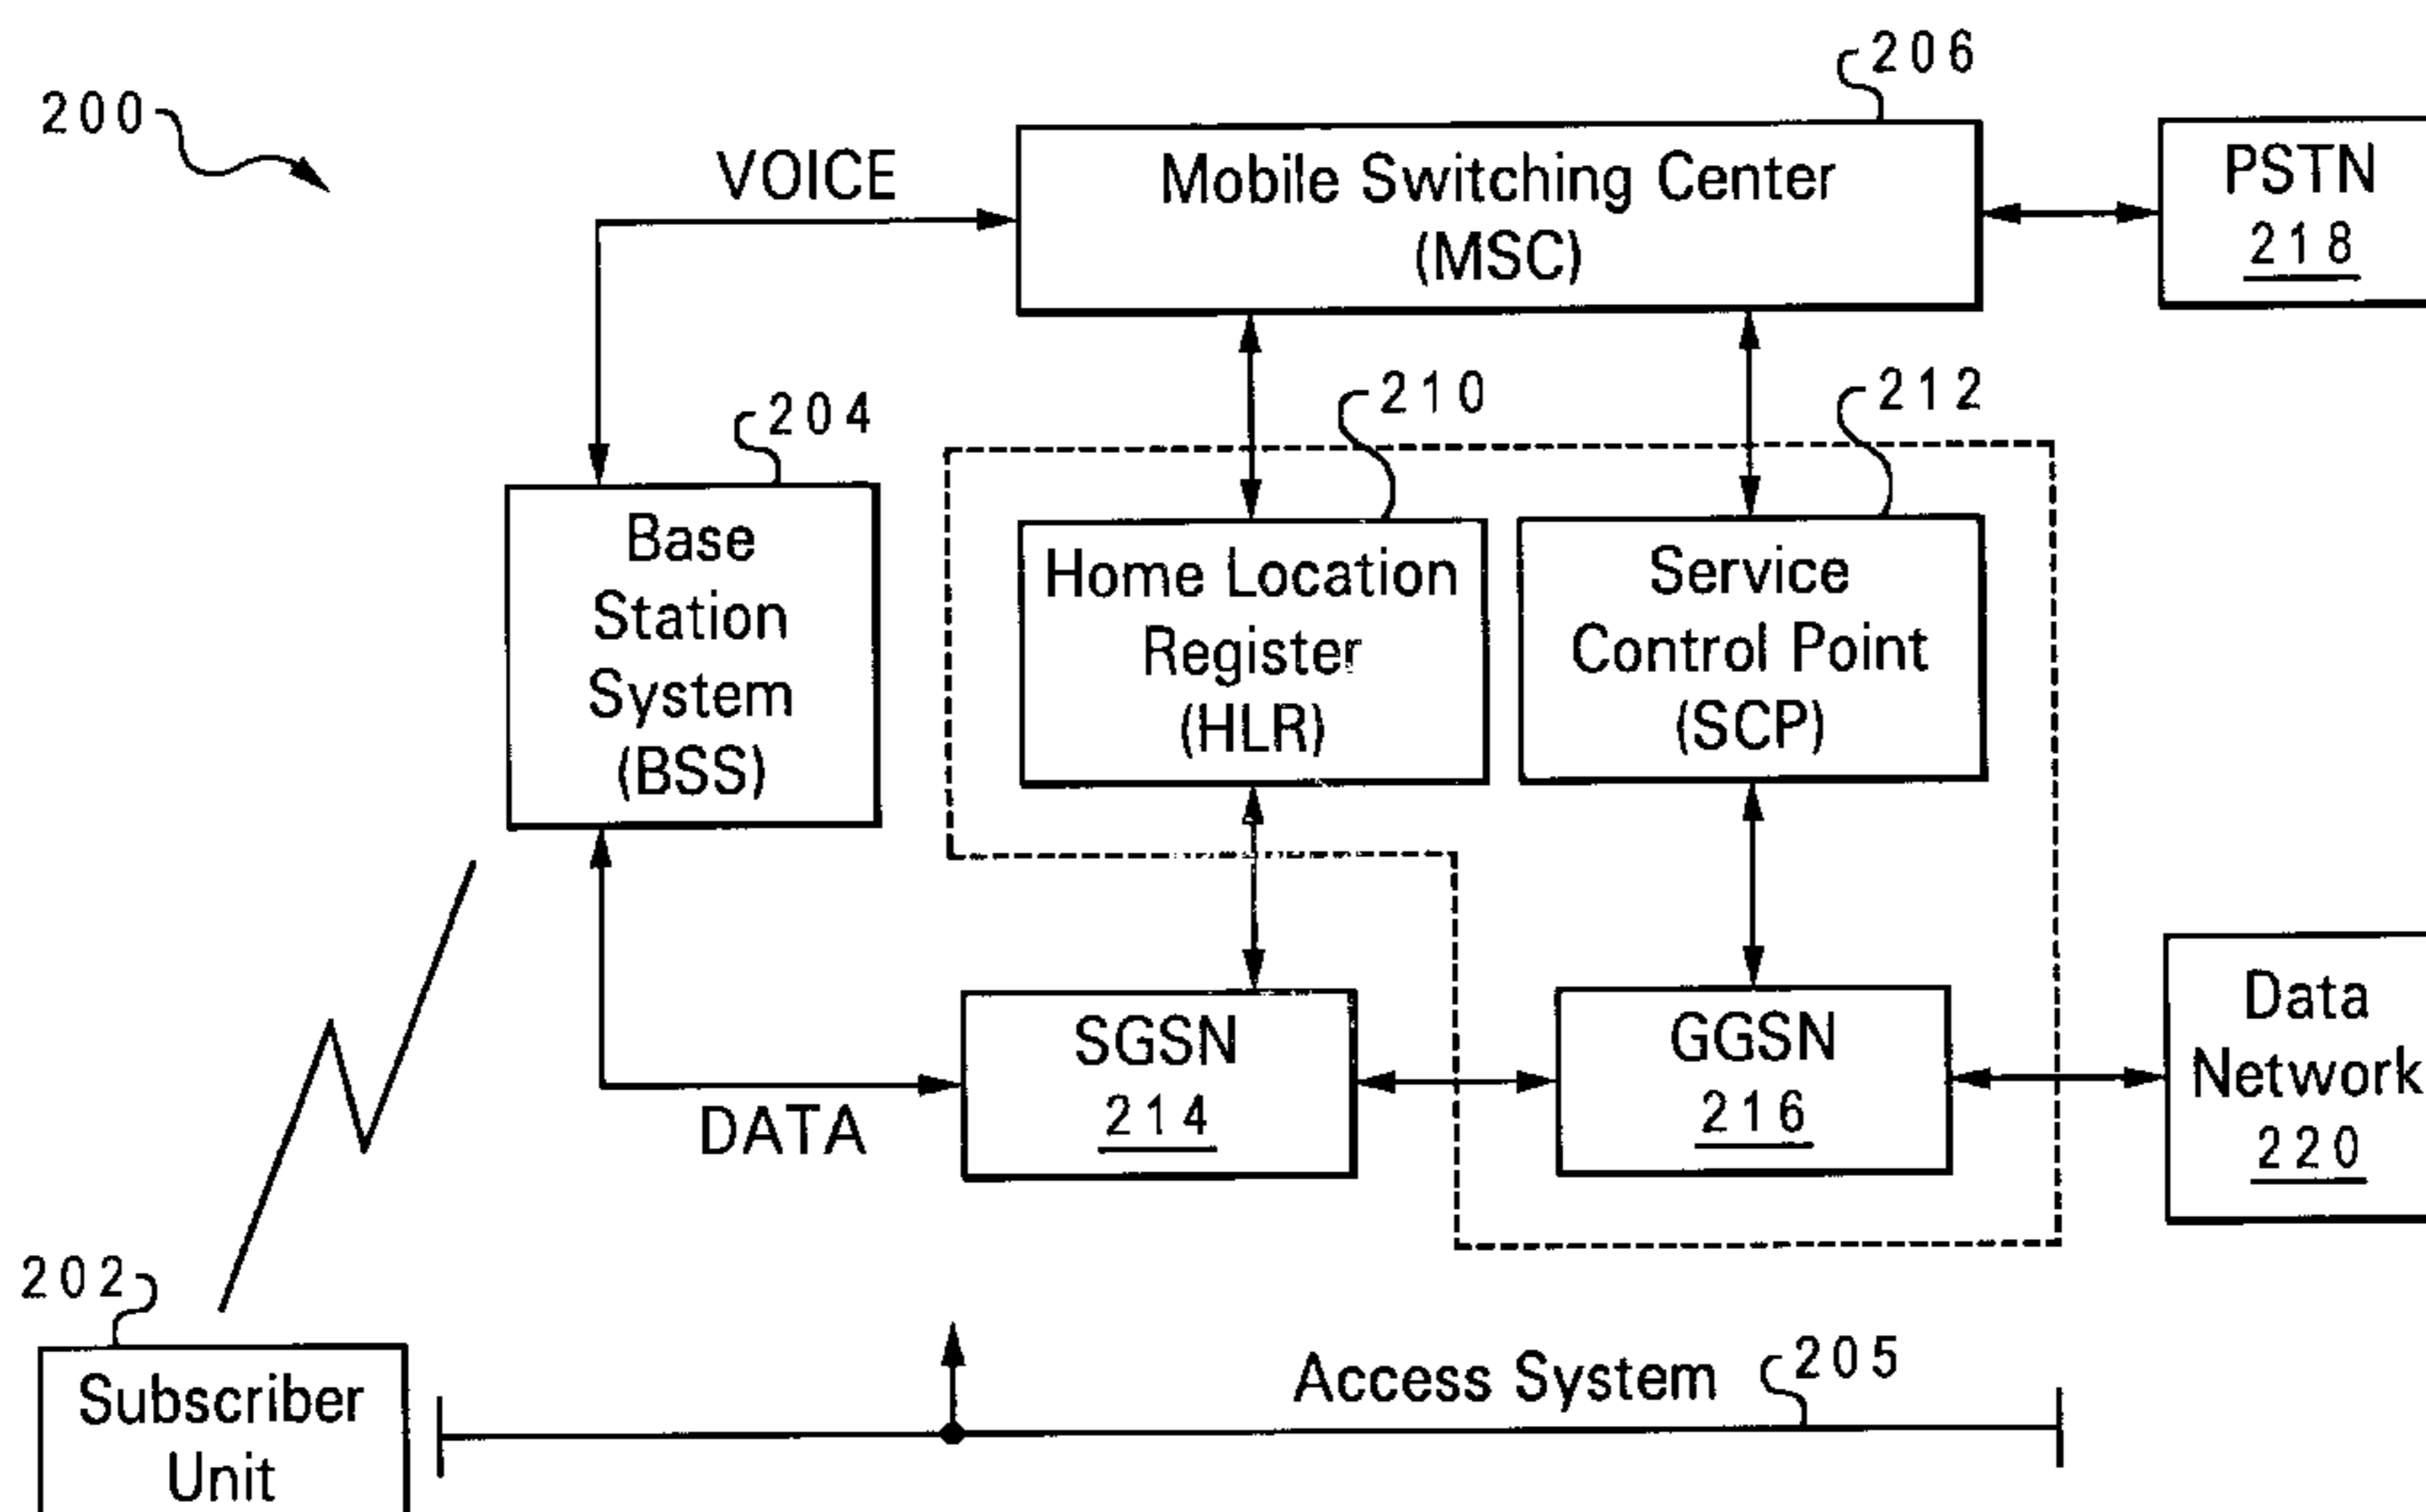 200
206
VOICE
Mobile Switching Center
(MSC)
PSTN
218
204
210
212
Base
Station
System
(BSS)
Home Location
Register
(HLR)
Service
Control Point
(SCP)
SGSN
214
GGSN
216
Data
Network
220
DATA
202
Subscriber
Unit
Access System
205